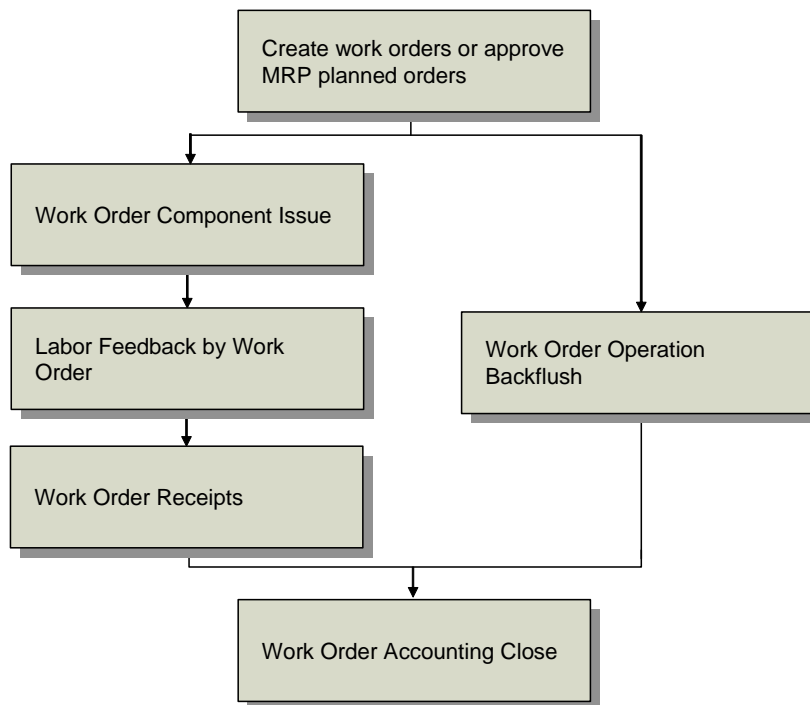 Create work orders or approve
MRP planned orders
Work Order Component Issue
Labor Feedback by Work
Order
Work Order Operation
Backflush
Work Order Receipts
Work Order Accounting Close